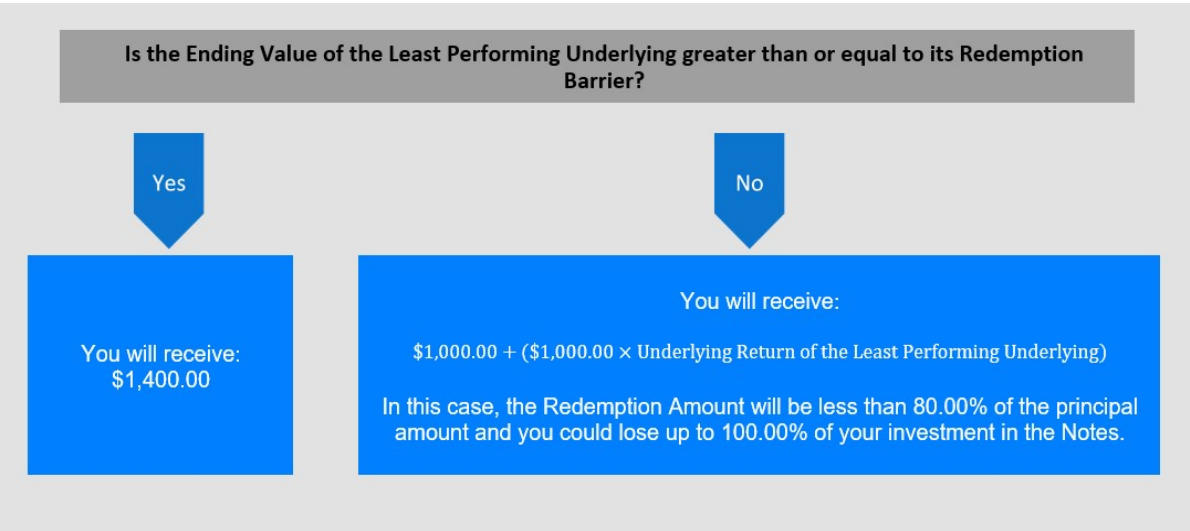 Is the Ending Value of the Least Performing Underlying greater than or equal to its Redemption
Barrier?
Yes
No
You will receive:
$1,400.00
You will receive:
$1,000.00 + ($1,000.00 × Underlying Return of the Least Performing Underlying)
In this case, the Redemption Amount will be less than 80.00% of the principal
amount and you could lose up to 100.00% of your investment in the Notes.